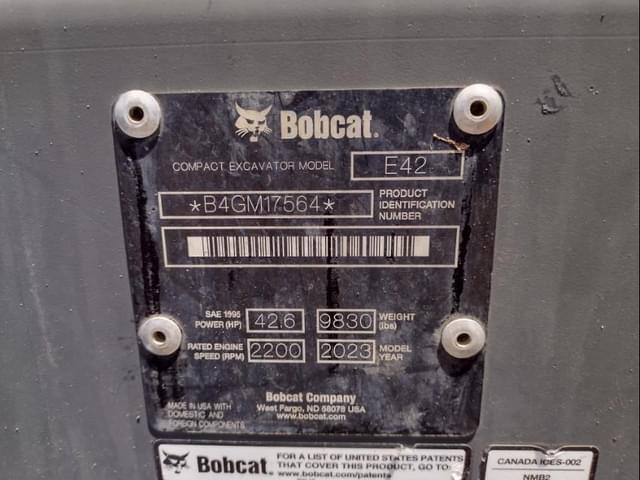 Bobcat.
COMPACT EXCAVATOR MODEL E42
*B4GM17564* PRODUCT IDENTIFICATION NUMBER
SAE 1995 POWER (HP) 42.6 9830 WEIGHT (lbs)
RATED ENGINE SPEED (RPM) 2200 2023 MODEL YEAR
Bobcat Company
West Fargo, ND 58078 USA
www.bobcat.com
MADE IN USA WITH
DOMESTIC AND
FOREIGN COMPONENTS
Bobcat.
FOR A LIST OF UNITED STATES PATENTS
THAT COVER THIS PRODUCT, GO TO:
www.bobcat.com/patents
CANADA ICES-002
NMB2